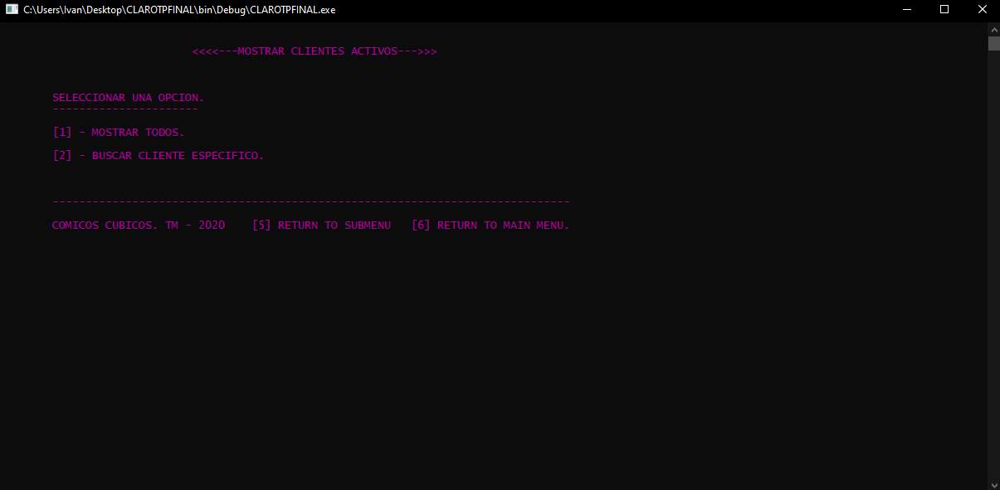 C:\Users\Ivan\Desktop\CLAROTPFINAL\bin\Debug\CLAROTPFINAL.exe
<<<<---MOSTRAR CLIENTES ACTIVOS--->>>
SELECCIONAR UNA OPCION.
----------------------
[1] - MOSTRAR TODOS.
[2] - BUSCAR CLIENTE ESPECIFICO.
------------------------------------------------------------------------------
COMICOS CUBICOS. TM - 2020    [5] RETURN TO SUBMENU   [6] RETURN TO MAIN MENU.